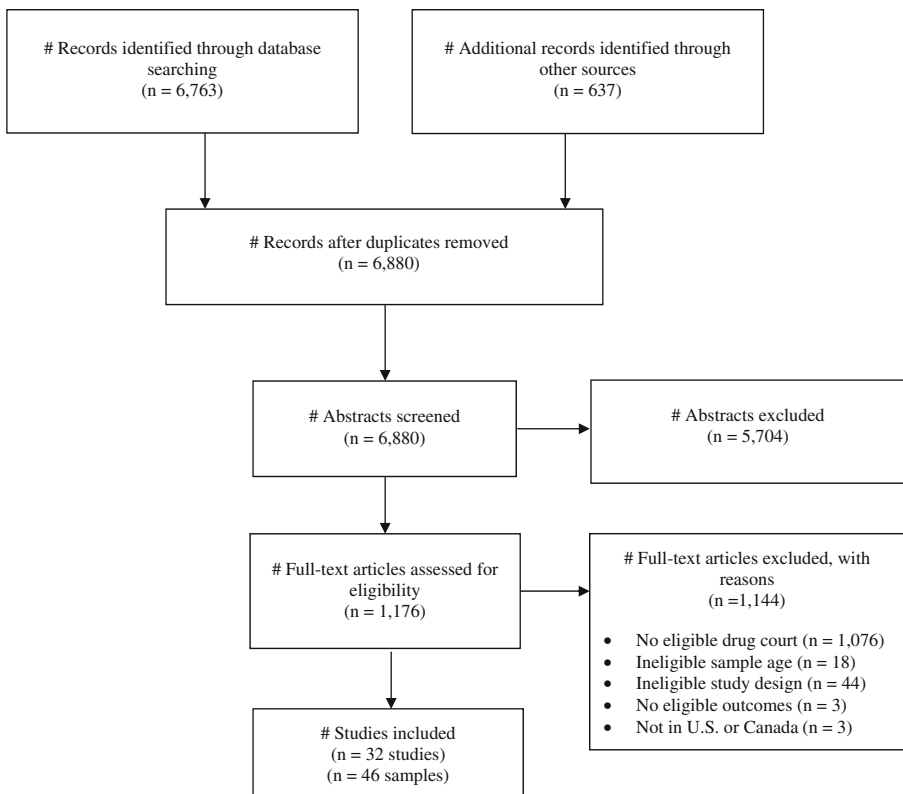 # Records identified through database
searching
(n = 6,763)
# Additional records identified through
other sources
(n = 637)
# Records after duplicates removed
(n = 6,880)
# Abstracts screened
(n = 6,880)
# Abstracts excluded
(n = 5,704)
# Full-text articles assessed for
eligibility
(n = 1,176)
# Full-text articles excluded, with
reasons
(n =1,144)
• No eligible drug court (n = 1,076)
• Ineligible sample age (n = 18)
• Ineligible study design (n = 44)
• No eligible outcomes (n = 3)
• Not in U.S. or Canada (n = 3)
# Studies included
(n = 32 studies)
(n = 46 samples)